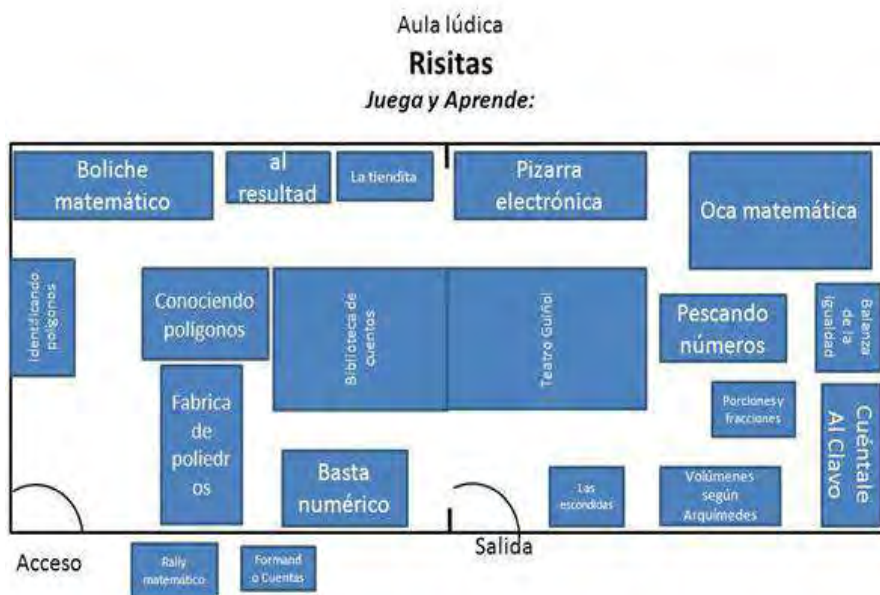 Aula lúdica
Risitas
Juega y Aprende:
Boliche
matemático
al
resultad
La tiendita
Pizarra
electrónica
Oca matemática
Identificando
polígonos
Conociendo
polígonos
Biblioteca de
cuentos
Teatro Guiñol
Pescando
números
Balanza
de la
igualdad
Fabrica
de
poliedr
os
Porciones y
fracciones
Cuéntale
Al Clavo
Basta
numérico
Las
escondidas
Volúmenes
según
Arquímedes
Acceso
Salida
Rally
matemático
Formand
o Cuentas